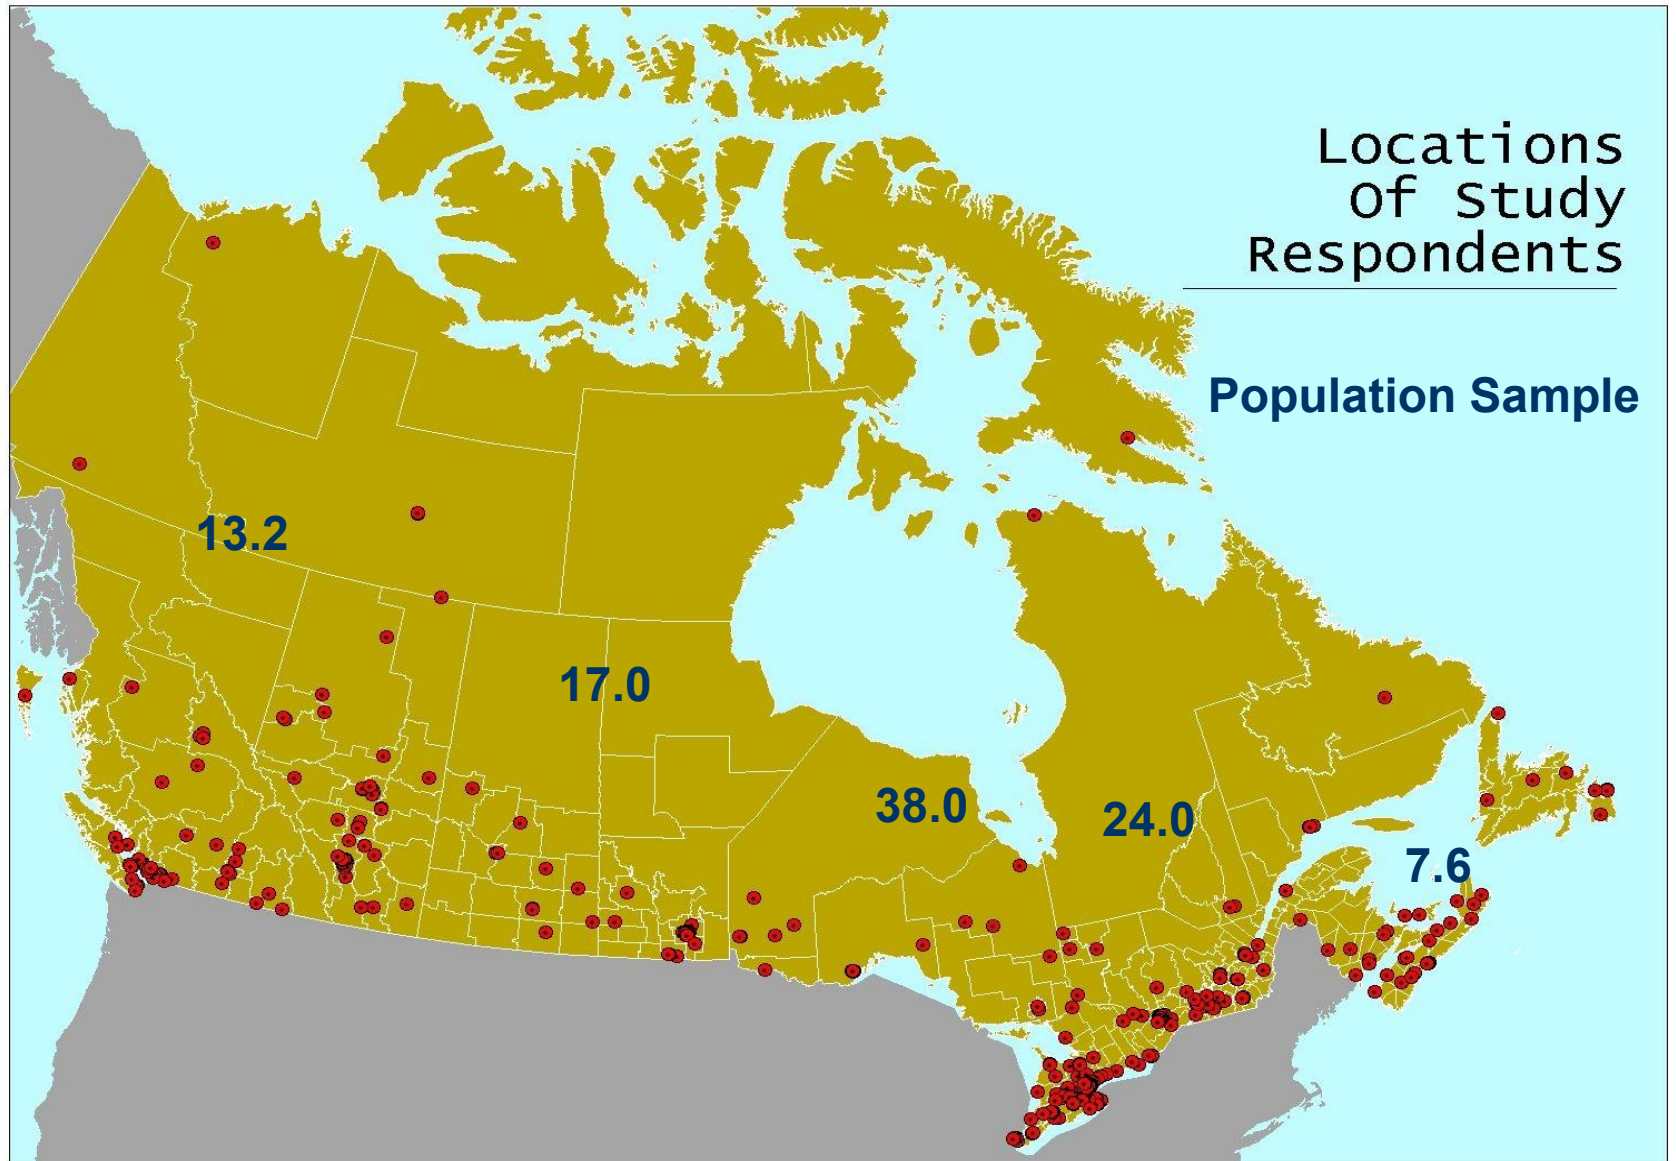 Locations
Of Study
Respondents
Population Sample
13.2
17.0
38.0
24.0
7.6